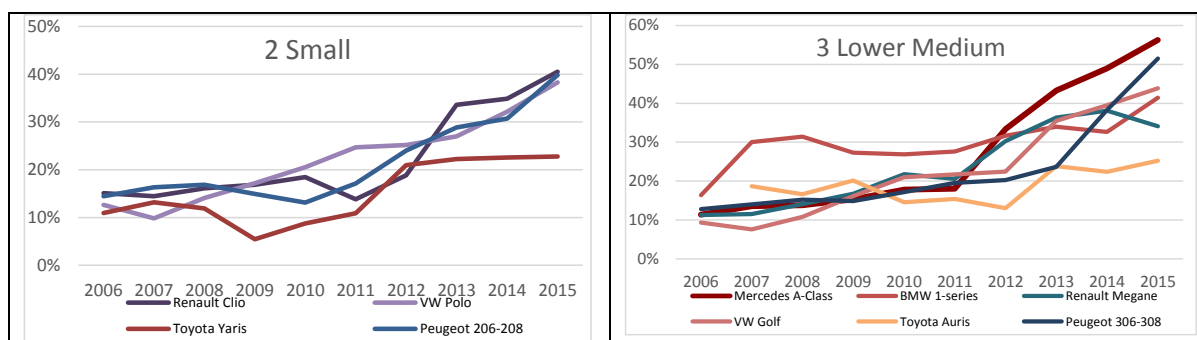 2 Small
50%
40%
30%
20%
10%
0%
2006 2007 2008 2009 2010 2011 2012 2013 2014 2015
Renault Clio VW Polo
Toyota Yaris Peugeot 206-208
3 Lower Medium
60%
50%
40%
30%
20%
10%
0%
2006 2007 2008 2009 2010 2011 2012 2013 2014 2015
Mercedes A-Class BMW 1-series Renault Megane
VW Golf Toyota Auris Peugeot 306-308